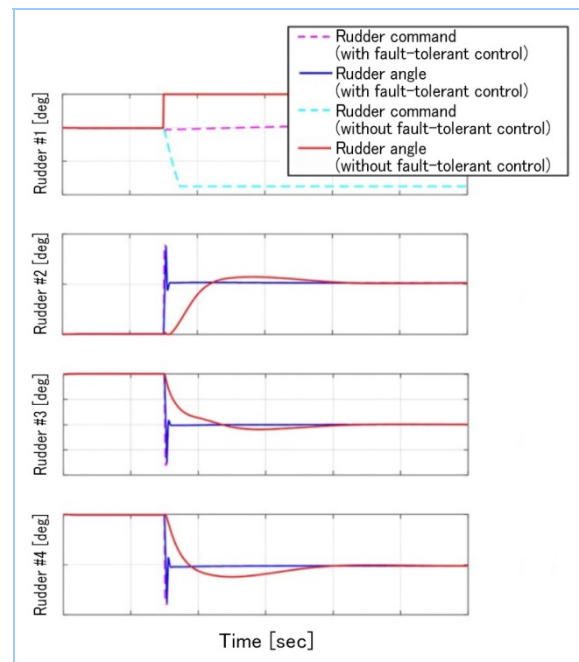 Rudder command
(with fault-tolerant control)
Rudder angle
(with fault-tolerant control)
Rudder command
(without fault-tolerant control)
Rudder angle
(without fault-tolerant control)
Rudder #1 [deg]
Rudder #2 [deg]
Rudder #3 [deg]
Rudder #4 [deg]
Time [sec]